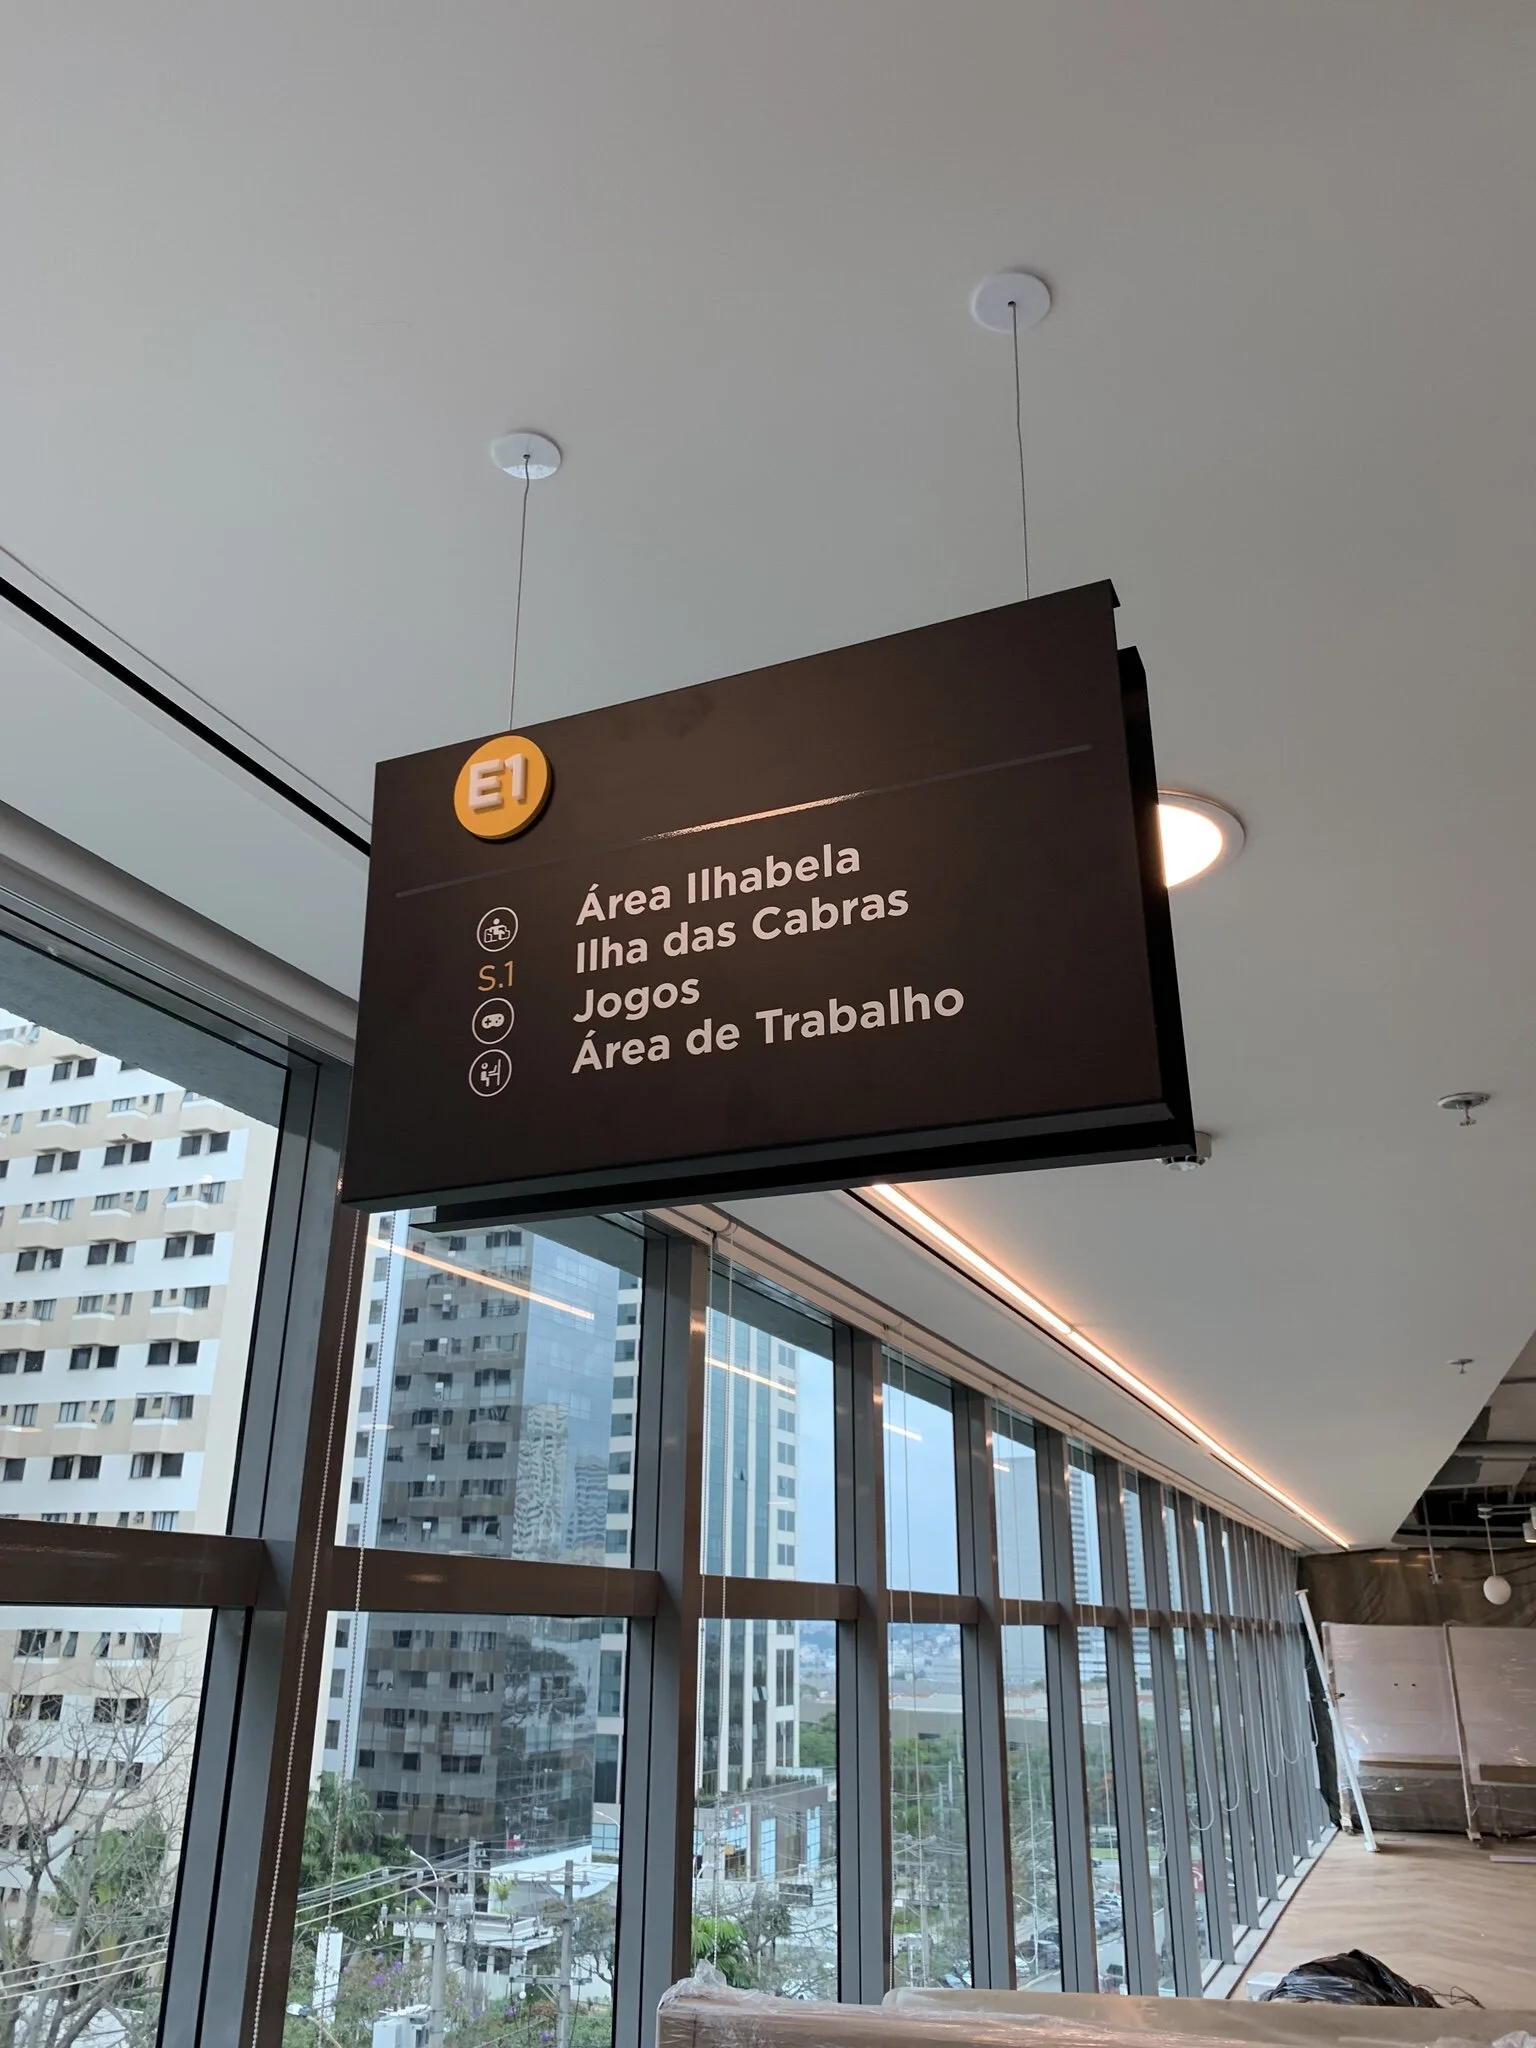 E1
Área Ilhabela
S.1 Ilha das Cabras
Jogos
Área de Trabalho